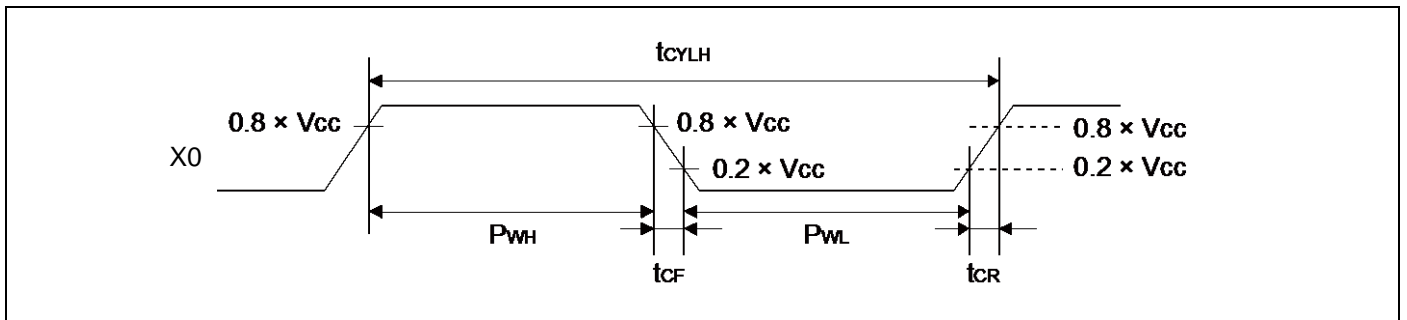 tCYLH
0.8 × VCC
0.8 × VCC
0.8 × VCC
X0
0.2 × VCC
0.2 × VCC
PWH
PWL
tCF
tCR